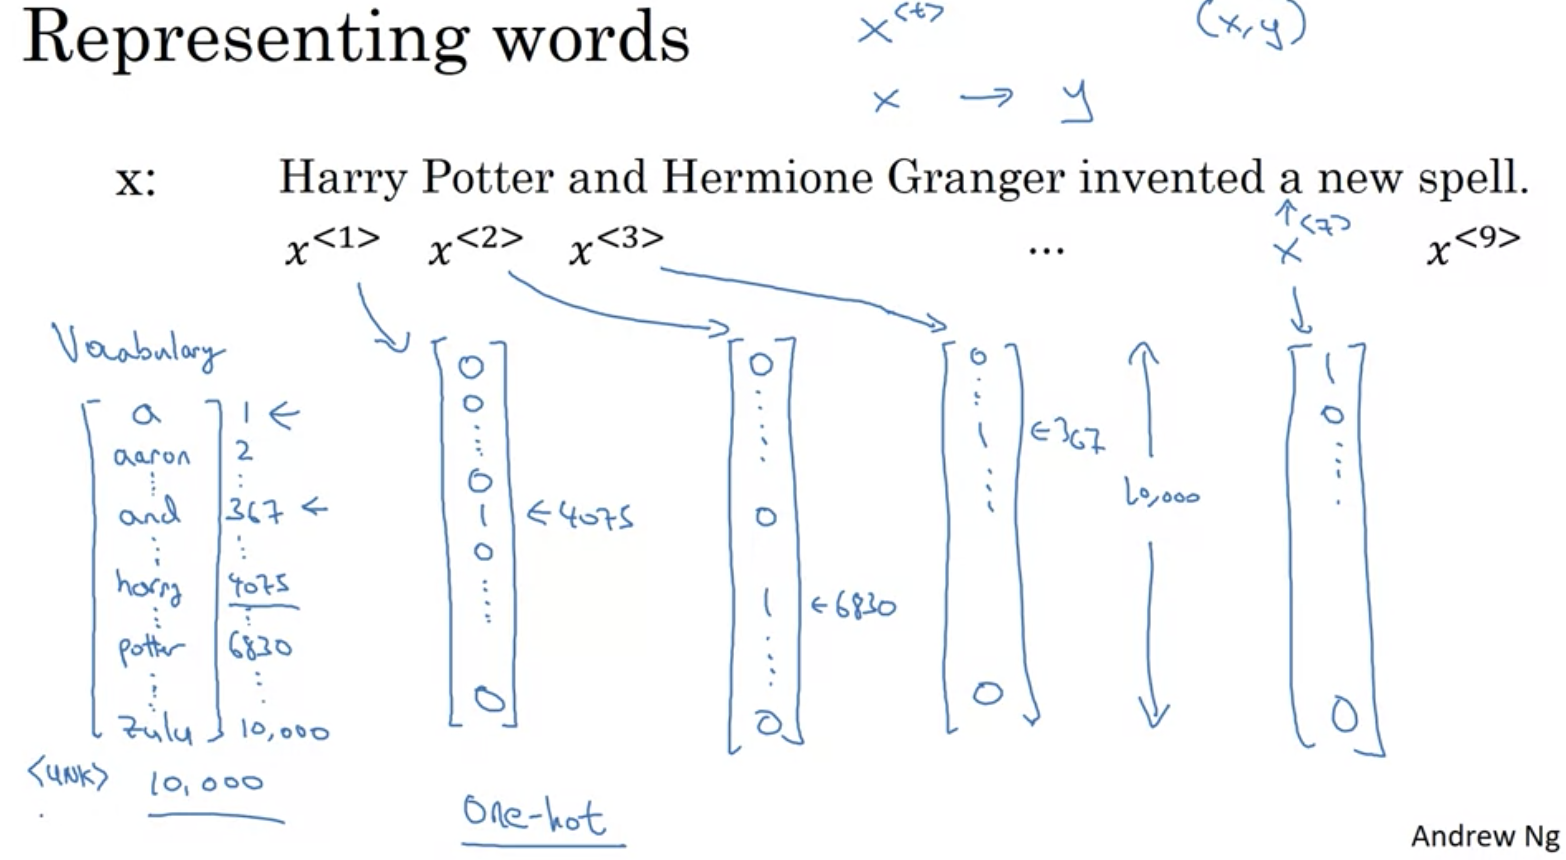 Representing words
x<t> (x,y)
x → y
x: Harry Potter and Hermione Granger invented a new spell.
x<1> x<2> x<3> ... x<7> x<9>
Vocabulary
a 1 ←
aaron 2
and 367 ←
harry 4075
potter 6830
zulu 10,000
<UNK> 10,000
0
0
0
1 ← 4075
0
0
0
0
1 ← 6830
0
0
1 ← 367
0
10,000
1
0
0
One-hot
Andrew Ng